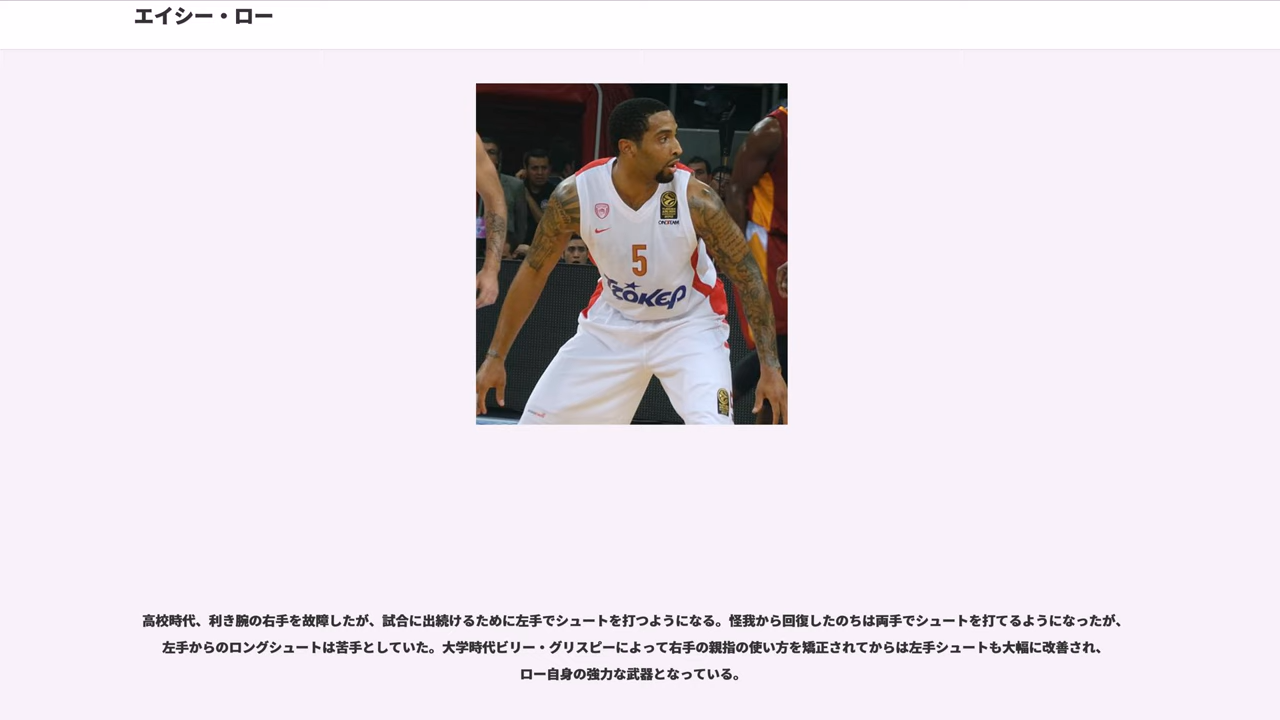 エイシー・ロー
5
高校時代、利き腕の右手を故障したが、試合に出続けるために左手でシュートを打つようになる。怪我から回復したのちは両手でシュートを打てるようになったが、
左手からのロングシュートは苦手としていた。大学時代ビリー・グリスピーによって右手の親指の使い方を矯正されてからは左手シュートも大幅に改善され、
ロー自身の強力な武器となっている。